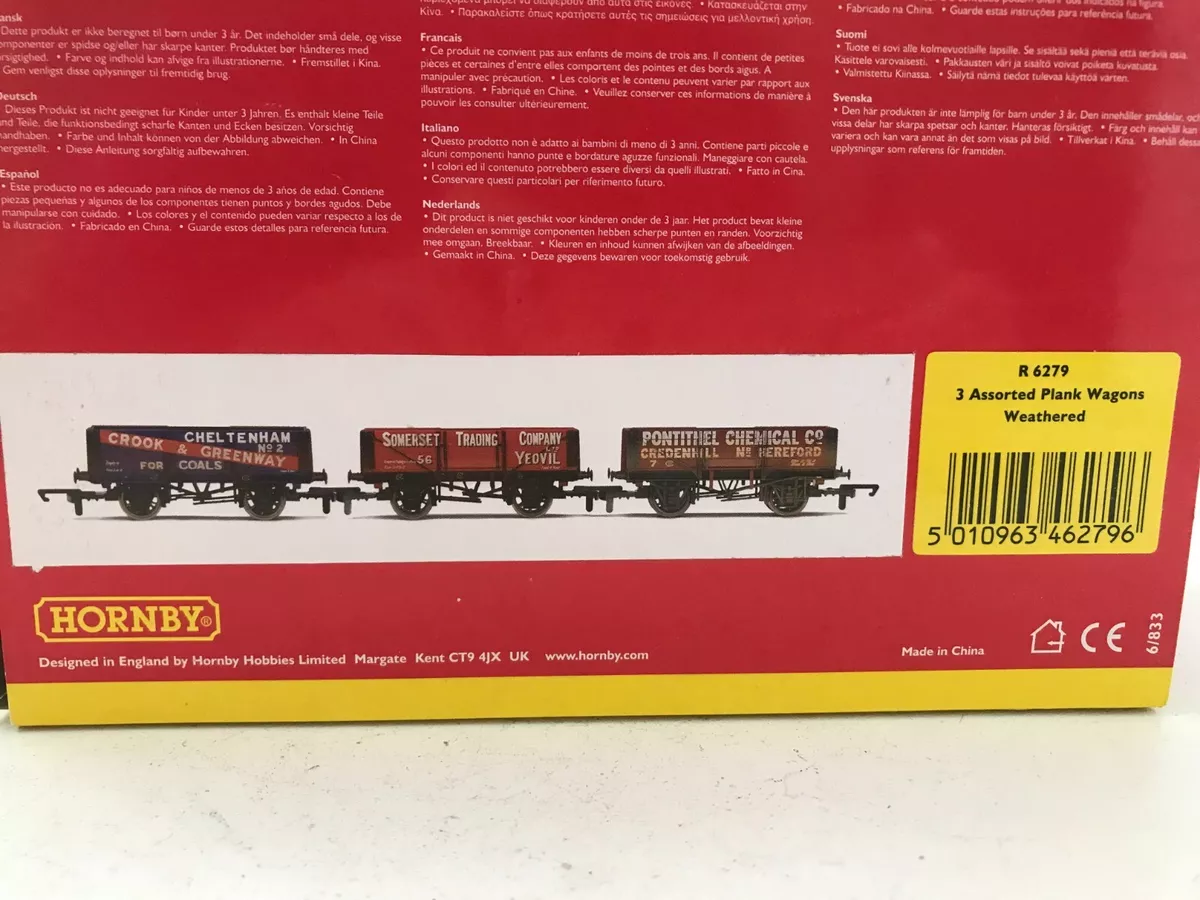 ansk
Dette produkt er ikke beregnet til børn under 3 år. Det indeholder små dele, og visse
omponenter er spidse og/eller har skarpe kanter. Produktet bør håndteres med
rsigtighed. • Farve og indhold kan afvige fra illustrationerne. • Fremstillet i Kina.
Gem venligst disse oplysninger til fremtidig brug.
Deutsch
Dieses Produkt ist nicht geeignet für Kinder unter 3 Jahren. Es enthält kleine Teile
und Teile, die funktionsbedingt scharfe Kanten und Ecken besitzen. Vorsichtig
handhaben. • Farbe und Inhalt können von der Abbildung abweichen. • In China
hergestellt. • Diese Anleitung sorgfältig aufbewahren.
Español
• Este producto no es adecuado para niños de menos de 3 años de edad. Contiene
piezas pequeñas y algunos de los componentes tienen puntos y bordes agudos. Debe
manipularse con cuidado. • Los colores y el contenido pueden variar respecto a los de
la ilustración. • Fabricado en China. • Guarde estos detalles para referencia futura.
να διαφέρουν από αυτά στις εικόνες. • Κατασκευάζεται στην
Κίνα. • Παρακαλείστε όπως κρατήσετε αυτές τις σημειώσεις για μελλοντική χρήση.
Francais
• Ce produit ne convient pas aux enfants de moins de trois ans. Il contient de petites
pièces et certaines d'entre elles comportent des pointes et des bords aigus. A
manipuler avec précaution. • Les coloris et le contenu peuvent varier par rapport aux
illustrations. • Fabriqué en Chine. • Veuillez conserver ces informations de manière à
pouvoir les consulter ultérieurement.
Italiano
• Questo prodotto non è adatto ai bambini di meno di 3 anni. Contiene parti piccole e
alcuni componenti hanno punte e bordature aguzze funzionali. Maneggiare con cautela.
• I colori ed il contenuto potrebbero essere diversi da quelli illustrati. • Fatto in Cina.
• Conservare questi particolari per riferimento futuro.
Nederlands
• Dit product is niet geschikt voor kinderen onder de 3 jaar. Het product bevat kleine
onderdelen en sommige componenten hebben scherpe punten en randen. Voorzichtig
mee omgaan. Breekbaar. • Kleuren en inhoud kunnen afwijken van de afbeeldingen.
• Gemaakt in China. • Deze gegevens bewaren voor toekomstig gebruik.
• Fabricado na China. • Guarde estas instruções para referência futura.
Suomi
• Tuote ei sovi alle kolmevuotiaille lapsille. Se sisältää sekä pieniä että teräviä osia.
Käsittele varovaisesti. • Pakkausten väri ja sisältö voivat poiketa kuvatusta.
• Valmistettu Kiinassa. • Säilytä nämä tiedot tulevaa käyttöä varten.
Svenska
• Den här produkten är inte lämplig för barn under 3 år. Den innehåller smådelar, och
vissa delar har skarpa spetsar och kanter. Hanteras försiktigt. • Färg och innehåll kan
variera och kan vara annat än det som visas på bild. • Tillverkat i Kina. • Behåll dessa
upplysningar som referens för framtiden.
CROOK & GREENWAY
CHELTENHAM
No 2
FOR COALS
SOMERSET TRADING COMPANY
LTD
56 YEOVIL
PONTITHEL CHEMICAL Co
CREDENHILL No HEREFORD
7
R 6279
3 Assorted Plank Wagons
Weathered
5 010963 462796
HORNBY®
Designed in England by Hornby Hobbies Limited Margate Kent CT9 4JX UK www.hornby.com
Made in China
CE
6/833